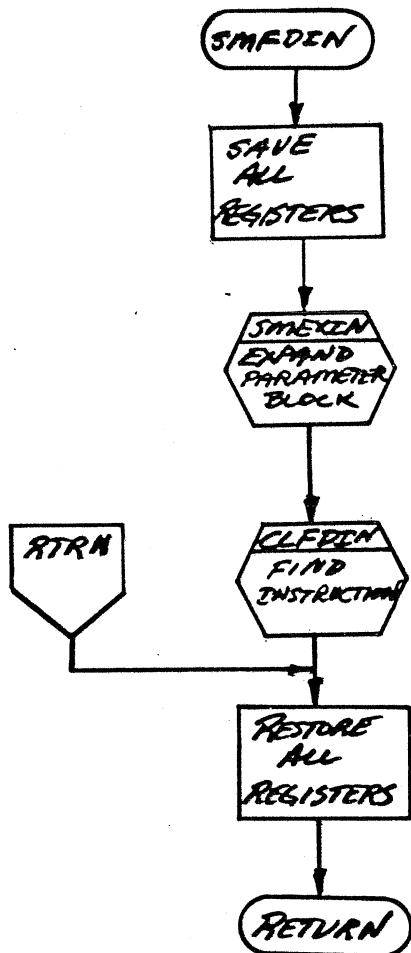 SMFDIN
SAVE
ALL
REGISTERS
SMEXIN
EXPAND
PARAMETER
BLOCK
RTRN
CLFDIN
FIND
INSTRUCTION
RESTORE
ALL
REGISTERS
RETURN